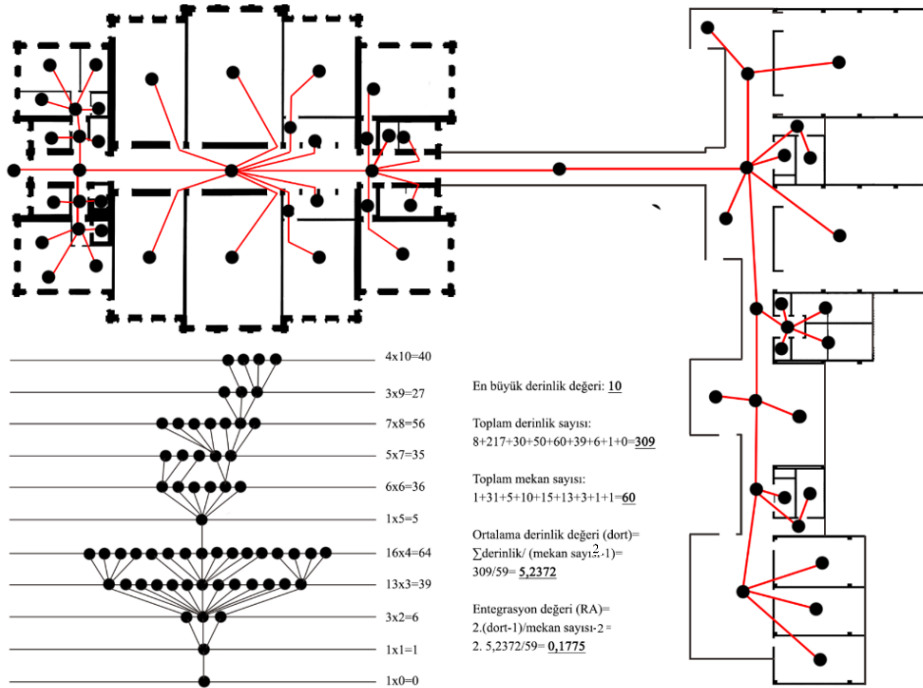 4x10=40
3x9=27
7x8=56
5x7=35
6x6=36
1x5=5
16x4=64
13x3=39
3x2=6
1x1=1
1x0=0
En büyük derinlik değeri: 10
Toplam derinlik sayısı:
8+217+30+50+60+39+6+1+0=309
Toplam mekan sayısı:
1+31+5+10+15+13+3+1+1=60
Ortalama derinlik değeri (dort)=
∑derinlik/ (mekan sayısı-1)=
309/59= 5,2372
Entegrasyon değeri (RA)=
2.(dort-1)/mekan sayısı-2 =
2. 5,2372/59= 0,1775